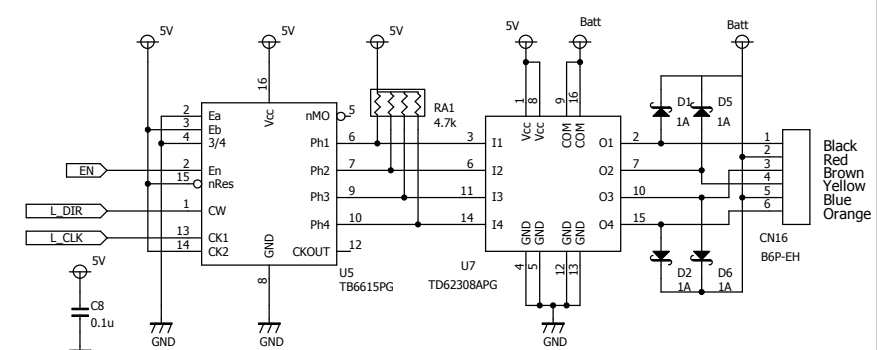 5V
5V
5V
5V
Batt
Batt
16
Vcc
2 Ea
3 Eb
4 3/4
EN 2 En
15 nRes
L_DIR 1 CW
L_CLK 13 CK1
14 CK2
nMO 5
Ph1 6
Ph2 7
Ph3 9
Ph4 10
CKOUT 12
GND
8
U5
TB6615PG
RA1
4.7k
1 8 9 16
Vcc Vcc COM COM
3 I1 O1 2
6 I2 O2 7
11 I3 O3 10
14 I4 O4 15
GND GND GND GND
4 5 12 13
U7
TD62308APG
D1 D5
1A 1A
D2 D6
1A 1A
1 Black
2 Red
3 Brown
4 Yellow
5 Blue
6 Orange
CN16
B6P-EH
5V
C8
0.1u
GND
GND
GND